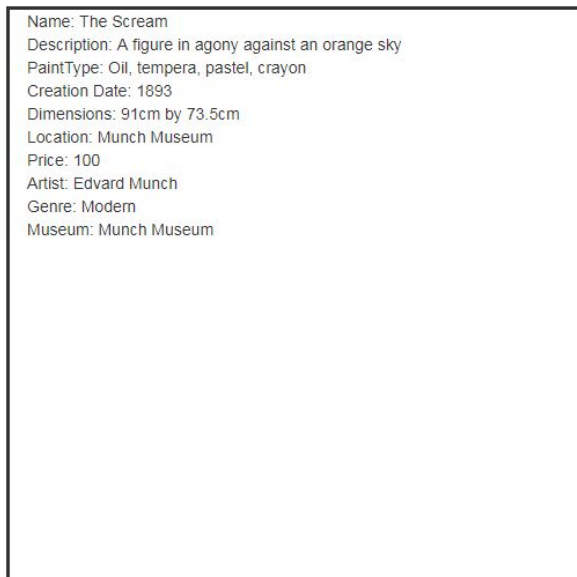 Name: The Scream
Description: A figure in agony against an orange sky
PaintType: Oil, tempera, pastel, crayon
Creation Date: 1893
Dimensions: 91cm by 73.5cm
Location: Munch Museum
Price: 100
Artist: Edvard Munch
Genre: Modern
Museum: Munch Museum